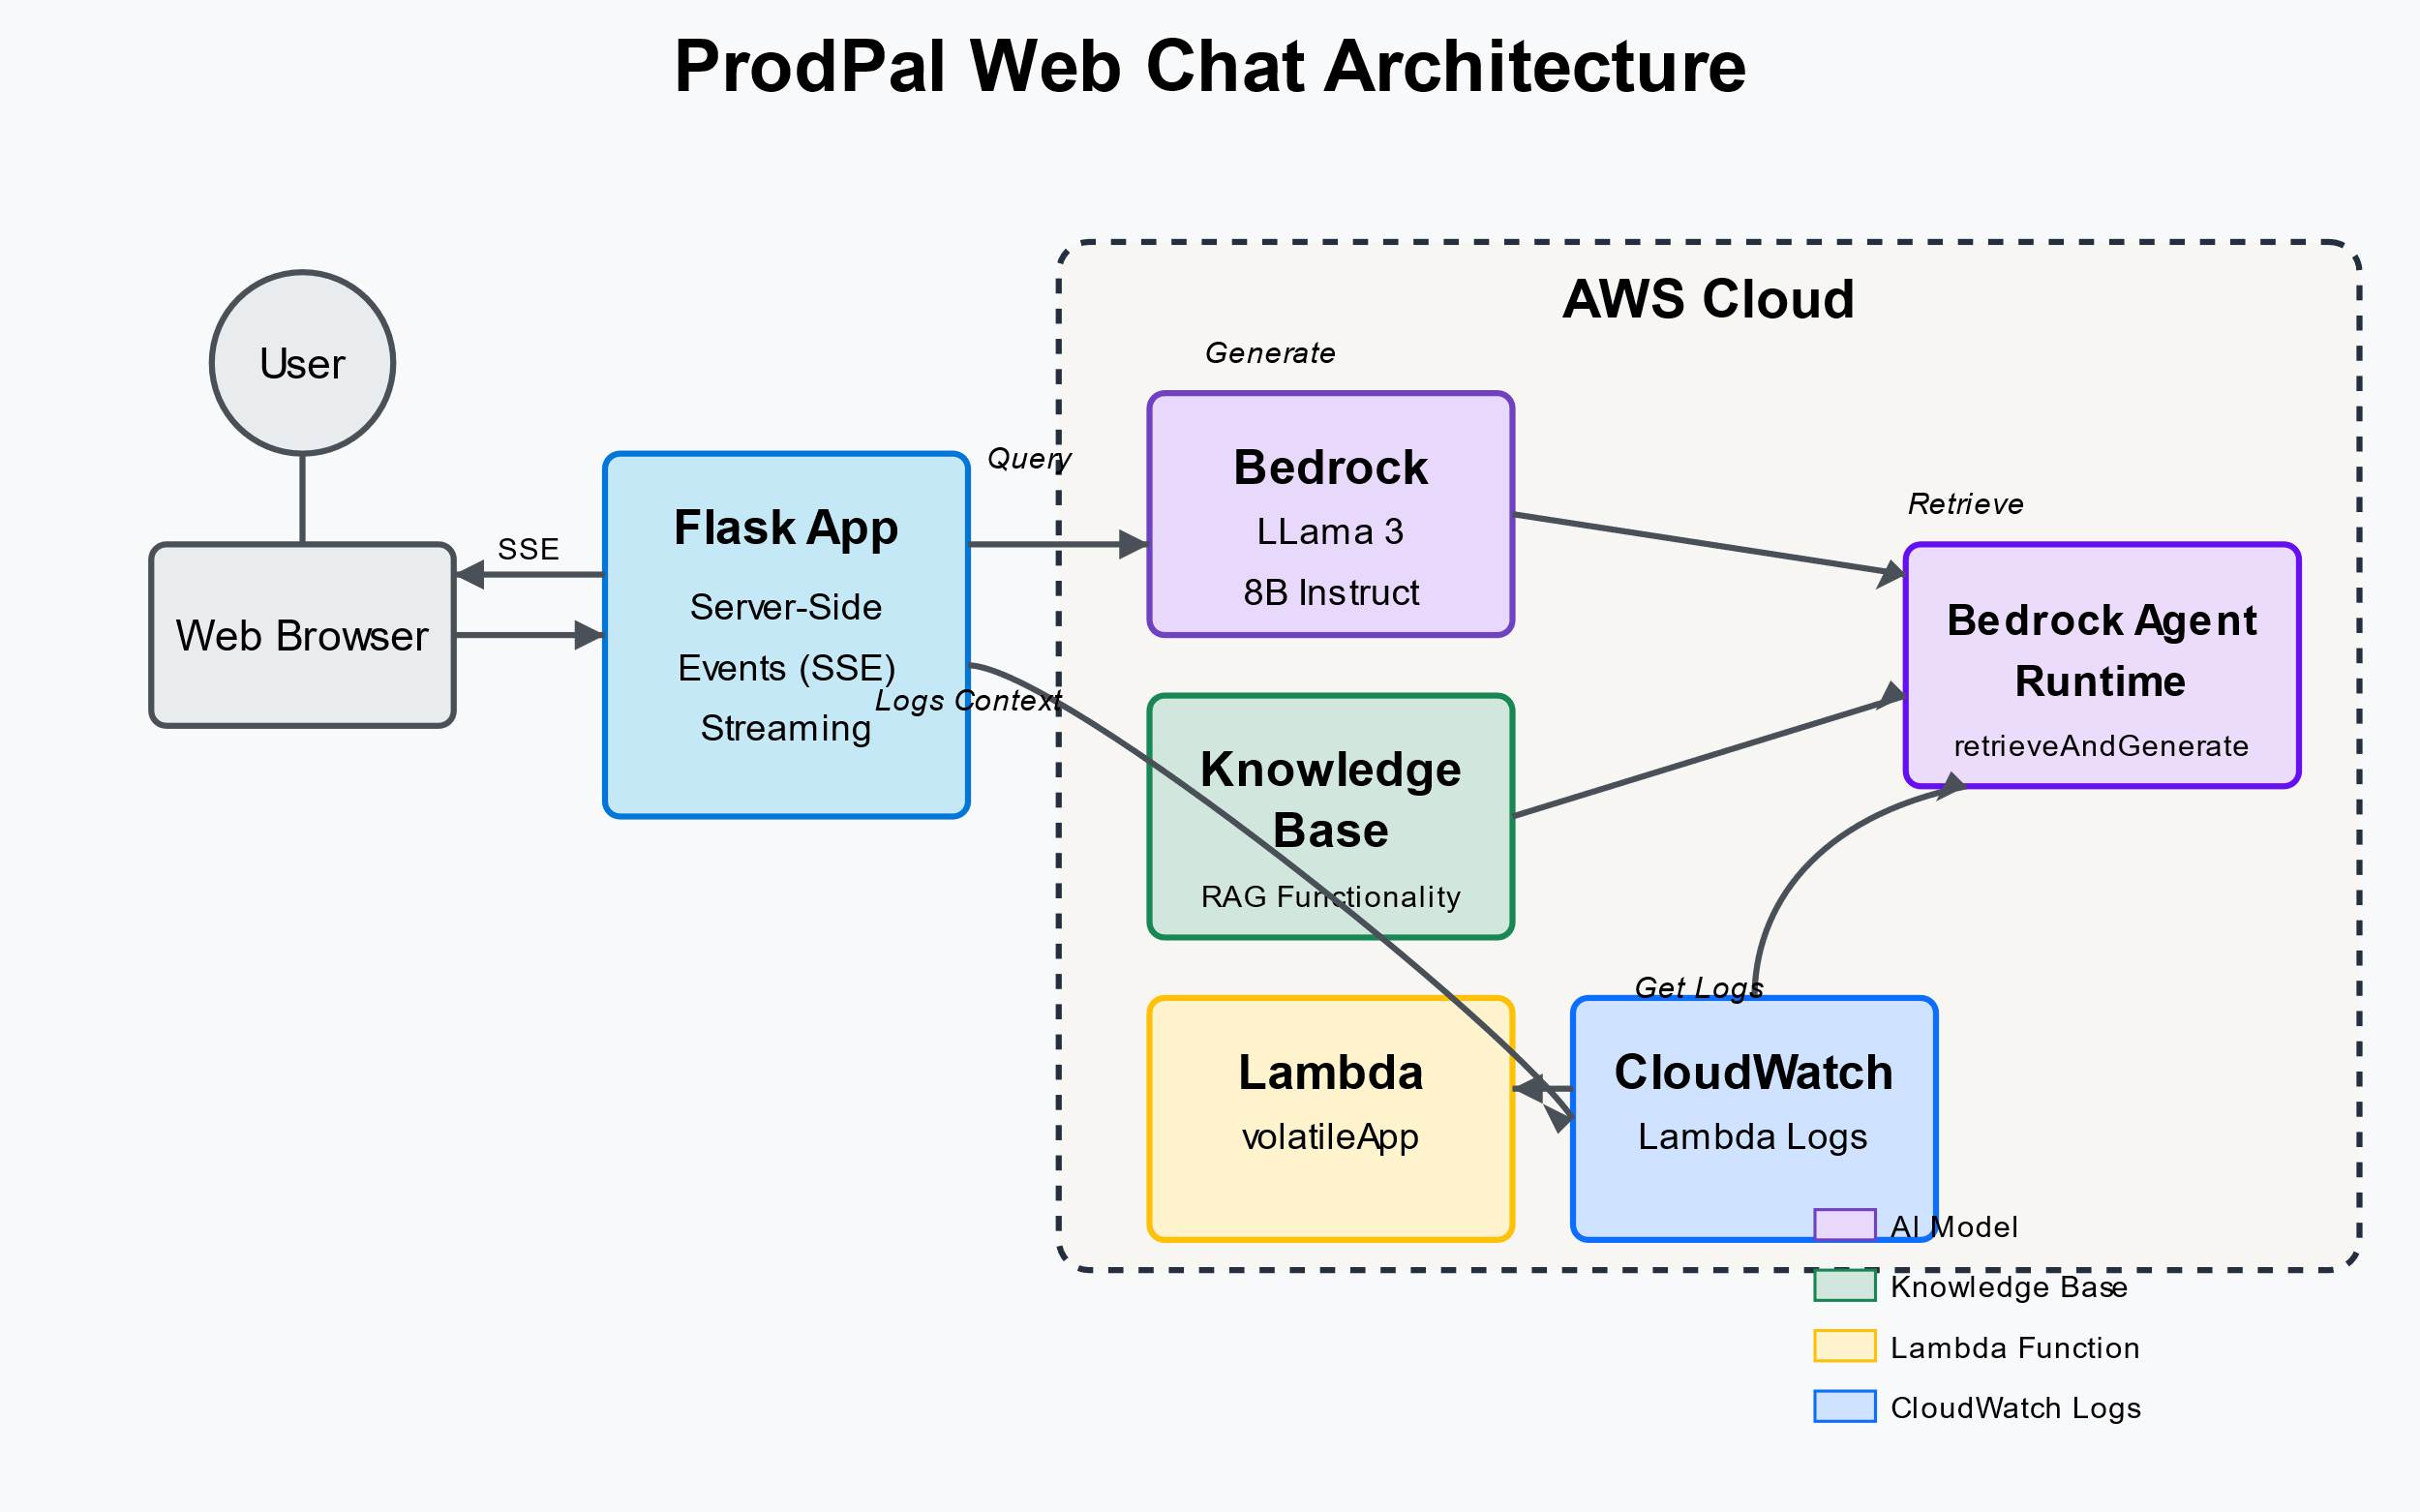 ProdPal Web Chat Architecture
AWS Cloud
User
Web Browser
SSE
Flask App
Server-Side
Events (SSE)
Streaming
Query
Logs Context
Generate
Bedrock
LLama 3
8B Instruct
Knowledge
Base
RAG Functionality
Retrieve
Bedrock Agent
Runtime
retrieveAndGenerate
Lambda
volatileApp
Get Logs
CloudWatch
Lambda Logs
AI Model
Knowledge Base
Lambda Function
CloudWatch Logs